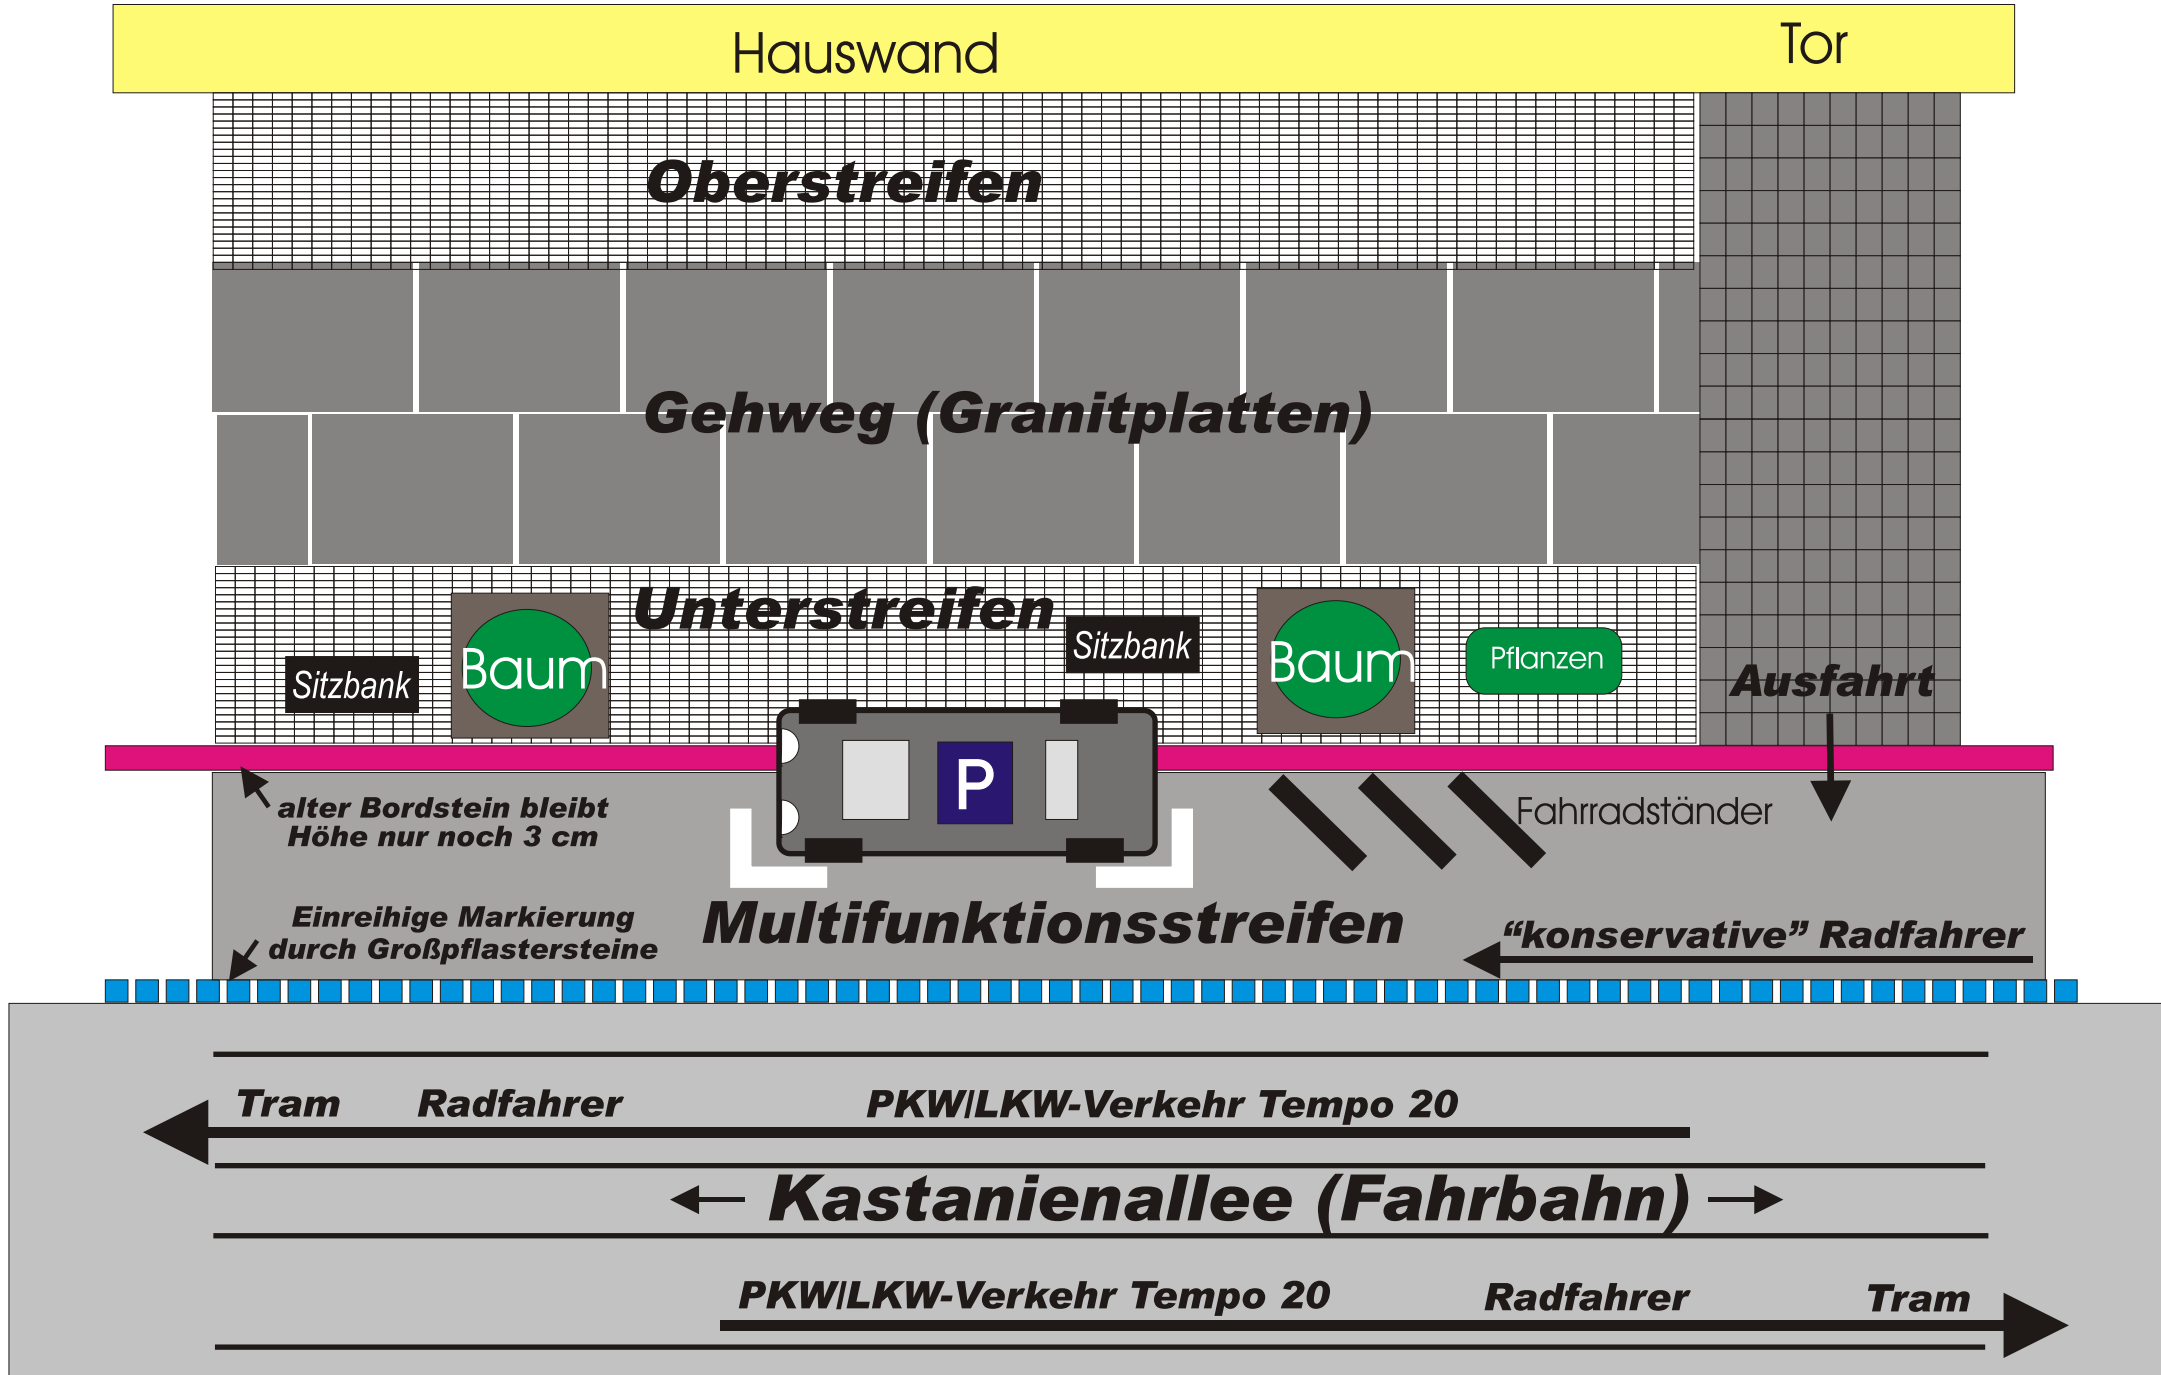 Hauswand
Tor
Oberstreifen
Gehweg (Granitplatten)
Unterstreifen
Sitzbank
Baum
Sitzbank
Baum
Pflanzen
Ausfahrt
P
alter Bordstein bleibt
Höhe nur noch 3 cm
Fahrradständer
Einreihige Markierung
durch Großpflastersteine
Multifunktionsstreifen
“konservative” Radfahrer
Tram Radfahrer PKW/LKW-Verkehr Tempo 20
Kastanienallee (Fahrbahn)
PKW/LKW-Verkehr Tempo 20 Radfahrer Tram